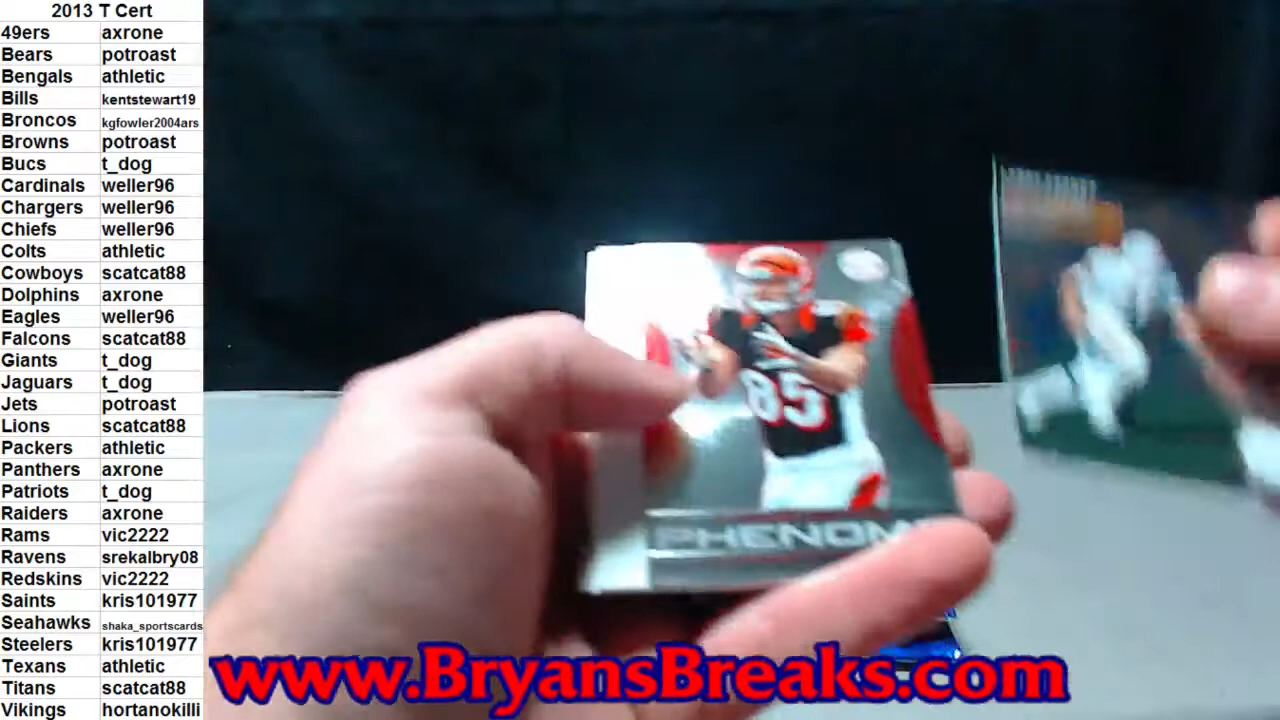 2013 T Cert
49ers axrone
Bears potroast
Bengals athletic
Bills kentstewart19
Broncos kgfowler2004ars
Browns potroast
Bucs t_dog
Cardinals weller96
Chargers weller96
Chiefs weller96
Colts athletic
Cowboys scatcat88
Dolphins axrone
Eagles weller96
Falcons scatcat88
Giants t_dog
Jaguars t_dog
Jets potroast
Lions scatcat88
Packers athletic
Panthers axrone
Patriots t_dog
Raiders axrone
Rams vic2222
Ravens srekalbry08
Redskins vic2222
Saints kris101977
Seahawks shaka_sportscards
Steelers kris101977
Texans athletic
Titans scatcat88
Vikings hortanokilli
85
PHENOM
www.BryansBreaks.com